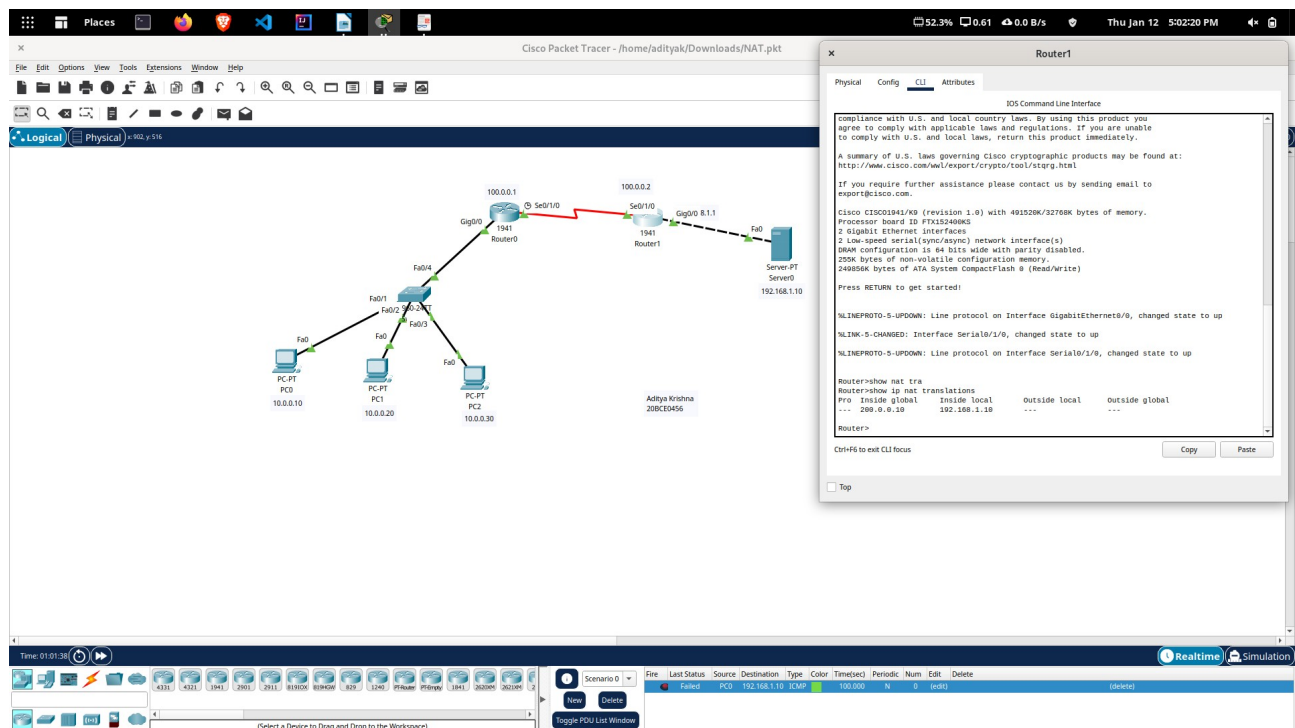 Places
52.3% 0.61 0.0 B/s Thu Jan 12 5:02:20 PM
Cisco Packet Tracer - /home/adityak/Downloads/NAT.pkt
File Edit Options View Tools Extensions Window Help
Logical Physical x: 902, y: 516
100.0.0.1
100.0.0.2
Se0/1/0
Se0/1/0
Gig0/0 8.1.1
Gig0/0
1941
Router0
1941
Router1
Fa0
Server-PT
Server0
192.168.1.10
Fa0/4
Fa0/1
Fa0/2
Fa0/3
Fa0
Fa0
Fa0
PC-PT
PC0
10.0.0.10
PC-PT
PC1
10.0.0.20
PC-PT
PC2
10.0.0.30
Aditya Krishna
20BCE0456
Router1
Physical Config CLI Attributes
IOS Command Line Interface
compliance with U.S. and local country laws. By using this product you
agree to comply with applicable laws and regulations. If you are unable
to comply with U.S. and local laws, return this product immediately.
A summary of U.S. laws governing Cisco cryptographic products may be found at:
http://www.cisco.com/wwl/export/crypto/tool/stqrg.html
If you require further assistance please contact us by sending email to
export@cisco.com.
Cisco CISCO1941/K9 (revision 1.0) with 491520K/32768K bytes of memory.
Processor board ID FTX152400KS
2 Gigabit Ethernet interfaces
2 Low-speed serial(sync/async) network interface(s)
DRAM configuration is 64 bits wide with parity disabled.
255K bytes of non-volatile configuration memory.
249856K bytes of ATA System CompactFlash 0 (Read/Write)
Press RETURN to get started!
%LINEPROTO-5-UPDOWN: Line protocol on Interface GigabitEthernet0/0, changed state to up
%LINK-5-CHANGED: Interface Serial0/1/0, changed state to up
%LINEPROTO-5-UPDOWN: Line protocol on Interface Serial0/1/0, changed state to up
Router>show nat tra
Router>show ip nat translations
Pro Inside global Inside local Outside local Outside global
--- 200.0.0.10 192.168.1.10 --- ---
Router>
Ctrl+F6 to exit CLI focus
Copy Paste
Top
Time: 01:01:38
Realtime Simulation
4331 4321 1941 2901 2911 819IOX 819HGW 829 1240 PT-Router PT-Empty 1841 2620XM 2621XM
(Select a Device to Drag and Drop to the Workspace)
Scenario 0
New Delete
Toggle PDU List Window
Fire Last Status Source Destination Type Color Time(sec) Periodic Num Edit Delete
Failed PC0 192.168.1.10 ICMP 100.000 N 0 (edit) (delete)